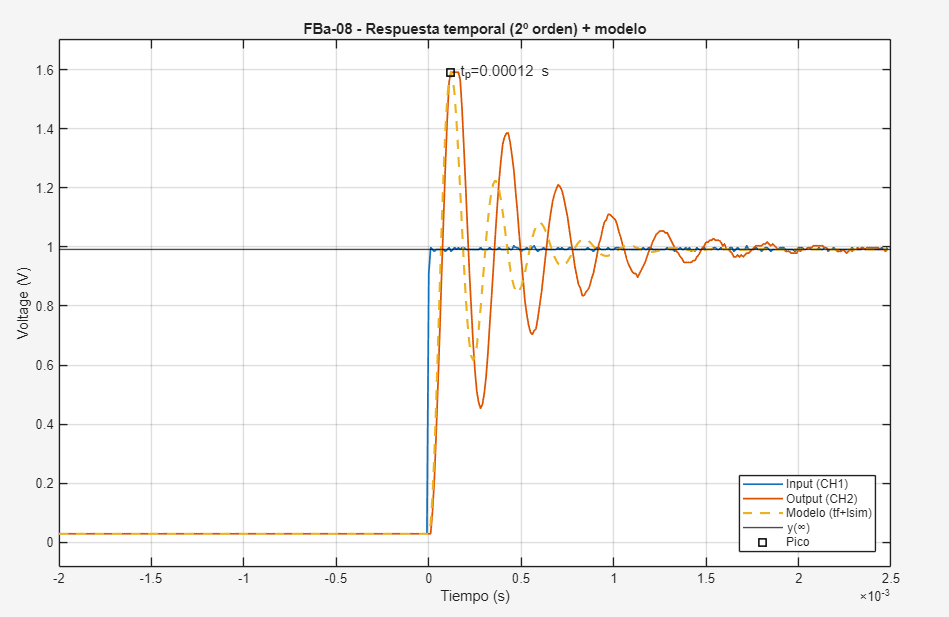 FBa-08 - Respuesta temporal (2º orden) + modelo
1.6
1.4
1.2
1
0.8
0.6
0.4
0.2
0
Voltage (V)
tp=0.00012 s
Input (CH1)
Output (CH2)
Modelo (tf+lsim)
y(∞)
Pico
-2
-1.5
-1
-0.5
0
0.5
1
1.5
2
2.5
Tiempo (s)
×10-3